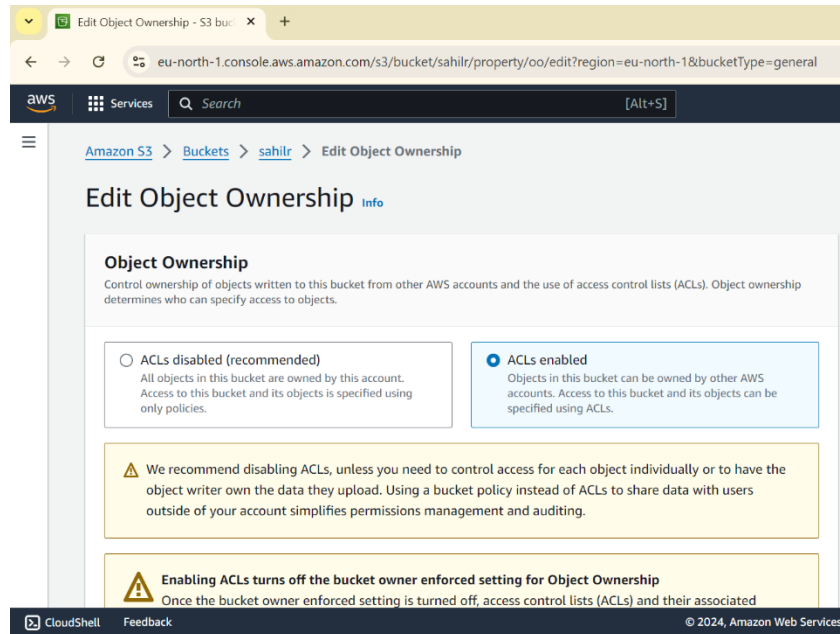 Edit Object Ownership - S3 buc
eu-north-1.console.aws.amazon.com/s3/bucket/sahilr/property/oo/edit?region=eu-north-1&bucketType=general
aws Services Search [Alt+S]
Amazon S3 > Buckets > sahilr > Edit Object Ownership
Edit Object Ownership Info
Object Ownership
Control ownership of objects written to this bucket from other AWS accounts and the use of access control lists (ACLs). Object ownership
determines who can specify access to objects.
ACLs disabled (recommended)
All objects in this bucket are owned by this account.
Access to this bucket and its objects is specified using
only policies.
ACLs enabled
Objects in this bucket can be owned by other AWS
accounts. Access to this bucket and its objects can be
specified using ACLs.
We recommend disabling ACLs, unless you need to control access for each object individually or to have the
object writer own the data they upload. Using a bucket policy instead of ACLs to share data with users
outside of your account simplifies permissions management and auditing.
Enabling ACLs turns off the bucket owner enforced setting for Object Ownership
Once the bucket owner enforced setting is turned off, access control lists (ACLs) and their associated
CloudShell Feedback © 2024, Amazon Web Services